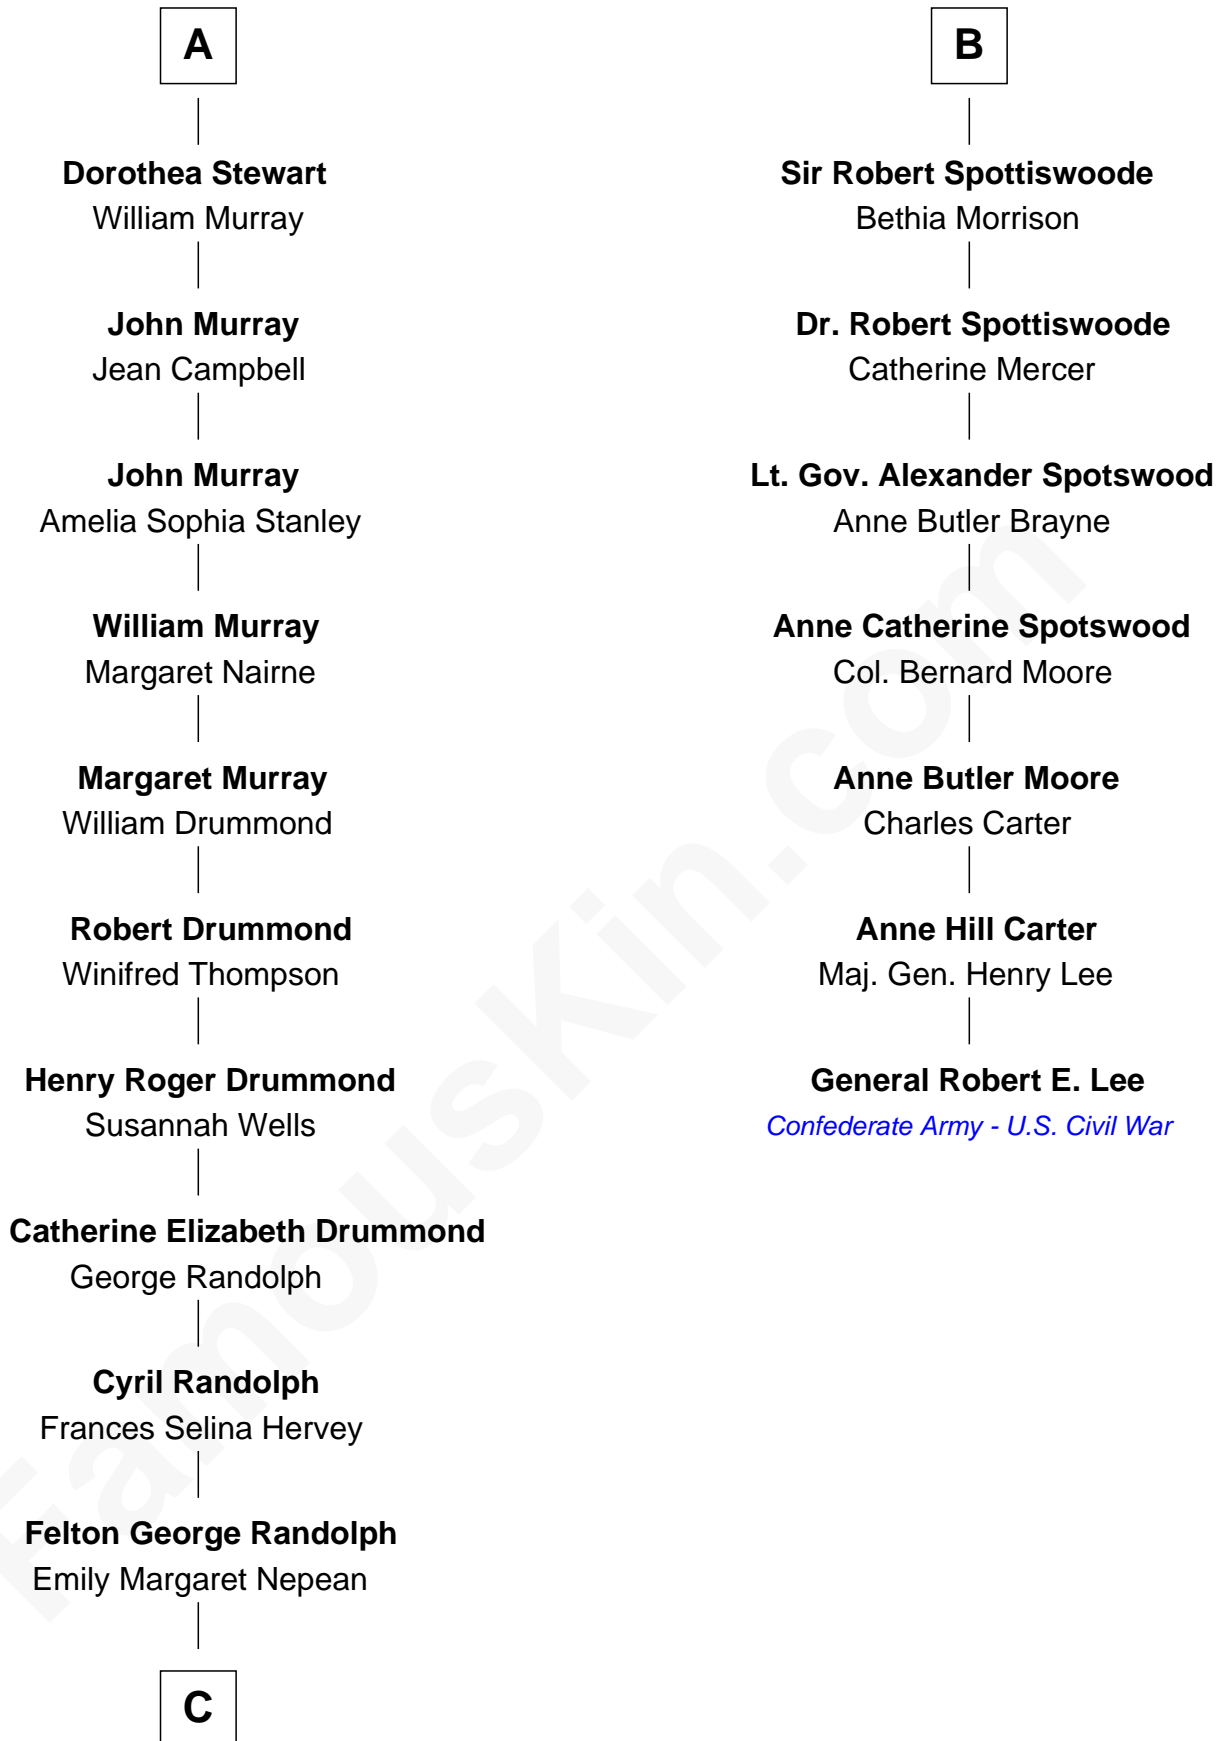 A
Dorothea Stewart
William Murray
John Murray
Jean Campbell
John Murray
Amelia Sophia Stanley
William Murray
Margaret Nairne
Margaret Murray
William Drummond
Robert Drummond
Winifred Thompson
Henry Roger Drummond
Susannah Wells
Catherine Elizabeth Drummond
George Randolph
Cyril Randolph
Frances Selina Hervey
Felton George Randolph
Emily Margaret Nepean
C
B
Sir Robert Spottiswoode
Bethia Morrison
Dr. Robert Spottiswoode
Catherine Mercer
Lt. Gov. Alexander Spotswood
Anne Butler Brayne
Anne Catherine Spotswood
Col. Bernard Moore
Anne Butler Moore
Charles Carter
Anne Hill Carter
Maj. Gen. Henry Lee
General Robert E. Lee
Confederate Army - U.S. Civil War
FamousKin.com